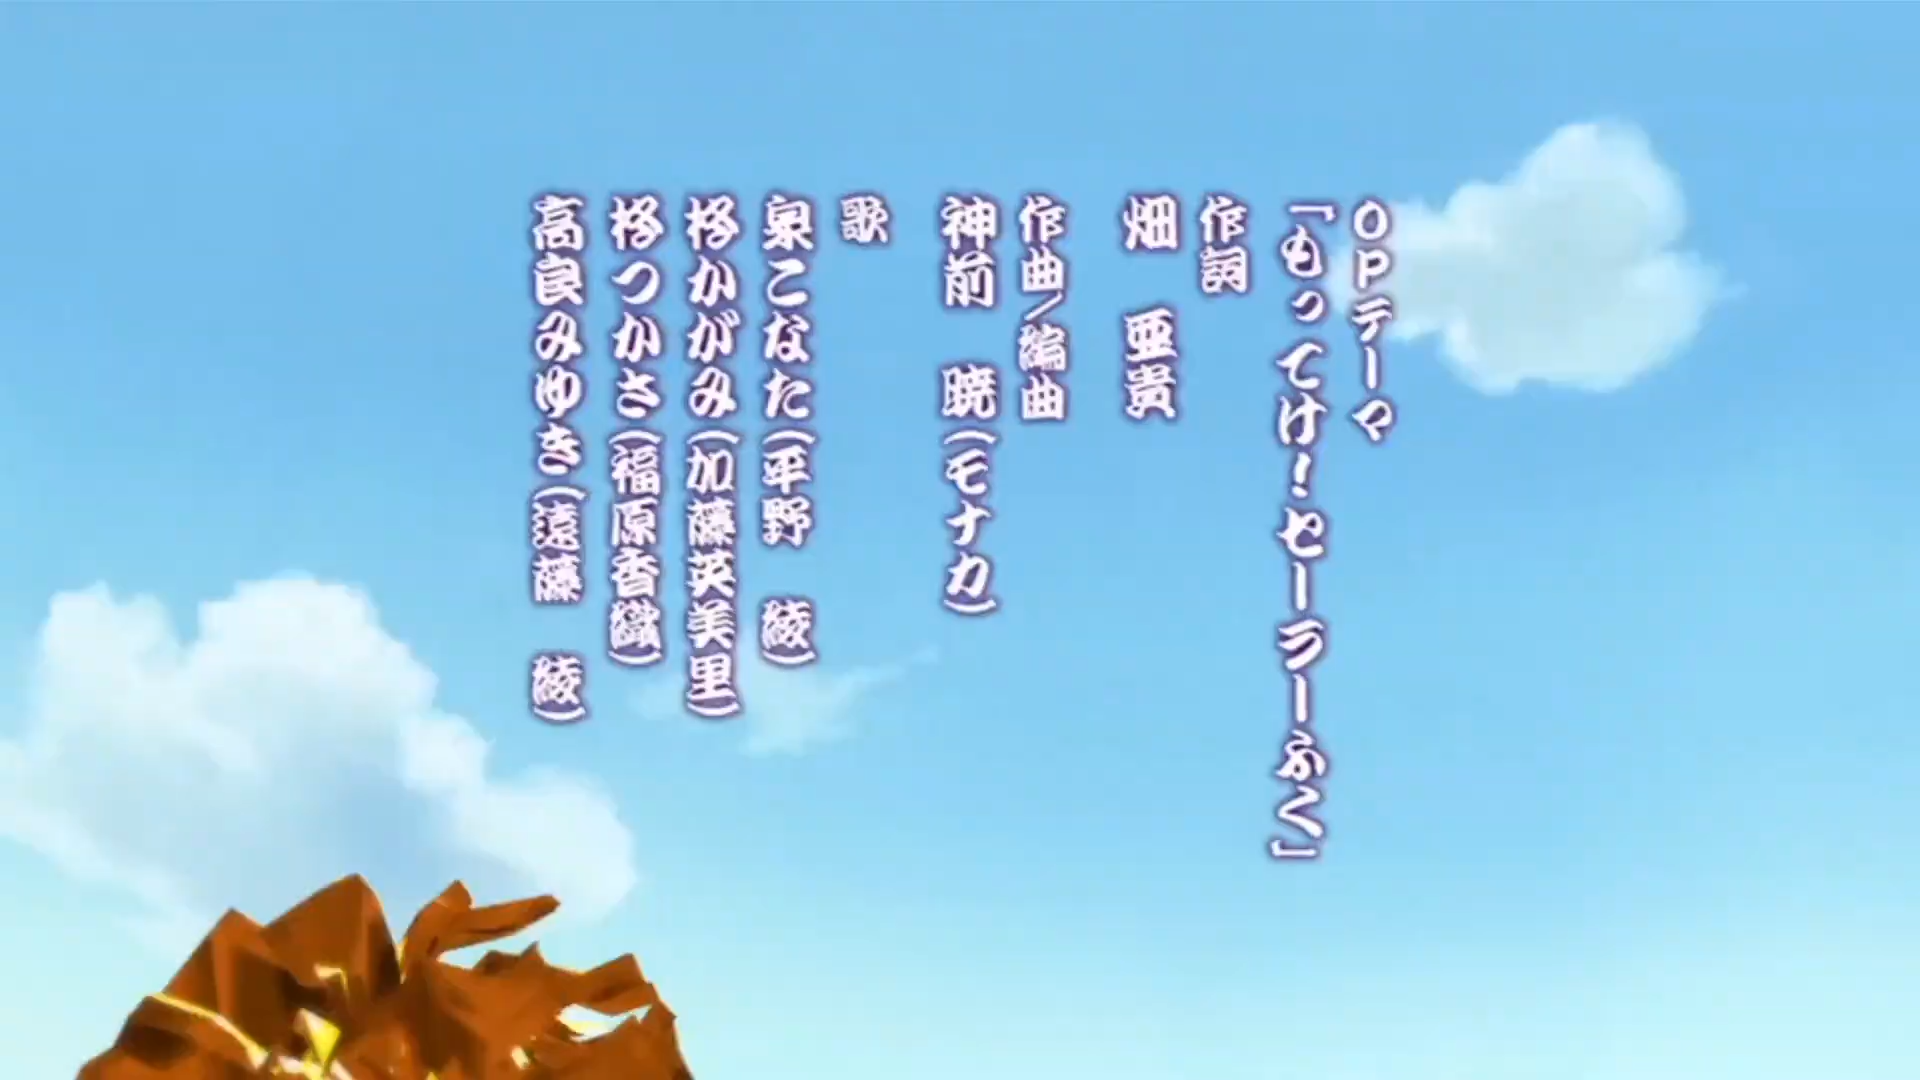 OPテーマ
「もってけ！セーラーふく」
作詞
畑　亜貴
作曲／編曲
神前　暁（モナカ）
歌
泉こなた（平野　綾）
柊かがみ（加藤英美里）
柊つかさ（福原香織）
高良みゆき（遠藤　綾）